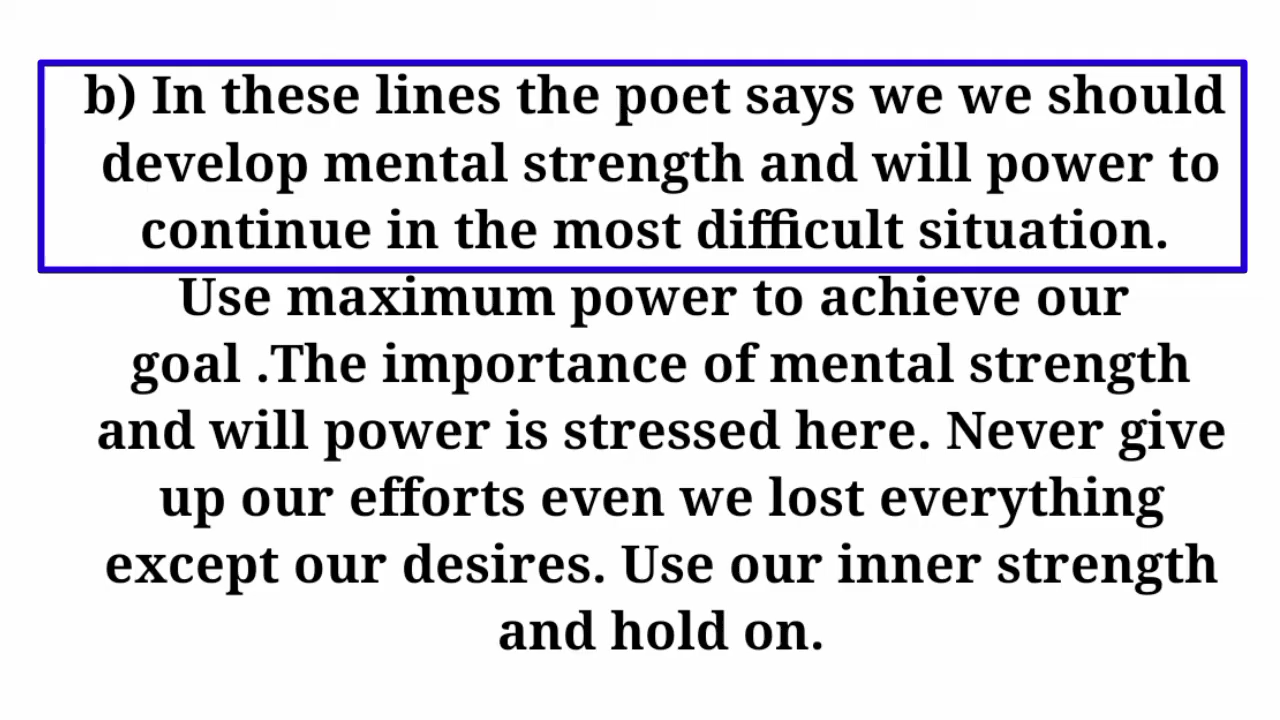 b) In these lines the poet says we we should
develop mental strength and will power to
continue in the most difficult situation.
Use maximum power to achieve our
goal .The importance of mental strength
and will power is stressed here. Never give
up our efforts even we lost everything
except our desires. Use our inner strength
and hold on.